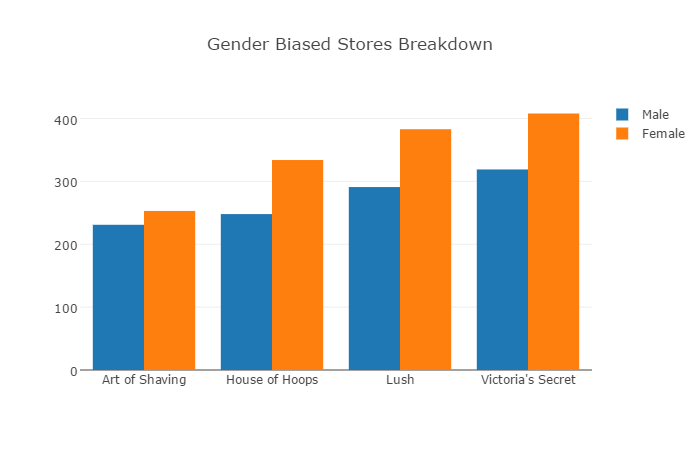 Gender Biased Stores Breakdown
Male
Female
400
300
200
100
0
Art of Shaving
House of Hoops
Lush
Victoria's Secret